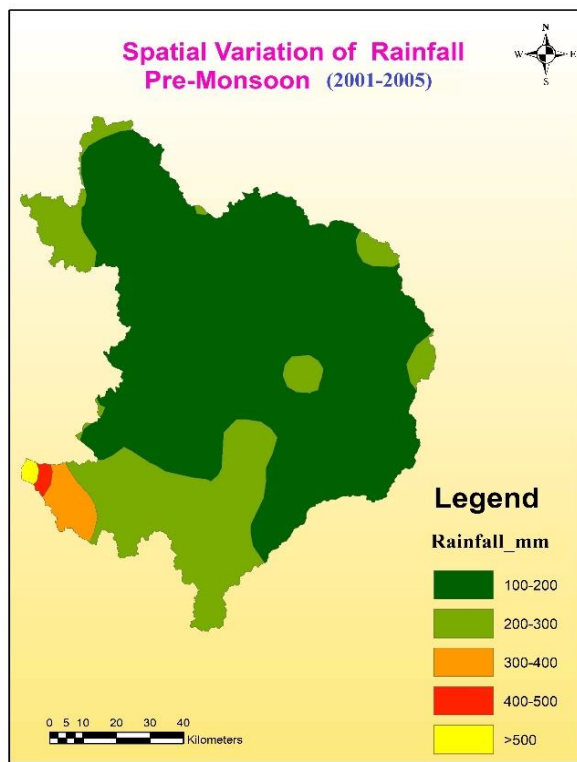 Spatial Variation of Rainfall
Pre-Monsoon (2001-2005)
N
W E
S
Legend
Rainfall_mm
100-200
200-300
300-400
400-500
>500
0 5 10 20 30 40
Kilometers